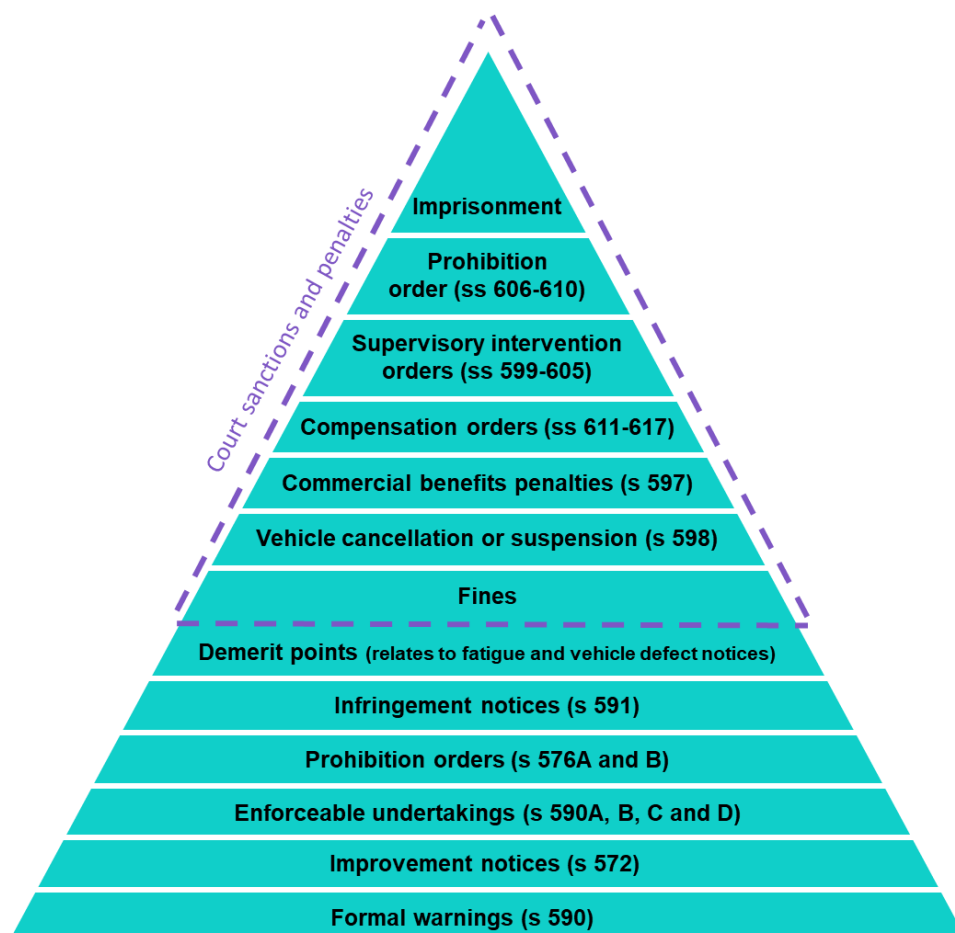 Court sanctions and penalties
Imprisonment
Prohibition
order (ss 606-610)
Supervisory intervention
orders (ss 599-605)
Compensation orders (ss 611-617)
Commercial benefits penalties (s 597)
Vehicle cancellation or suspension (s 598)
Fines
Demerit points (relates to fatigue and vehicle defect notices)
Infringement notices (s 591)
Prohibition orders (s 576A and B)
Enforceable undertakings (s 590A, B, C and D)
Improvement notices (s 572)
Formal warnings (s 590)